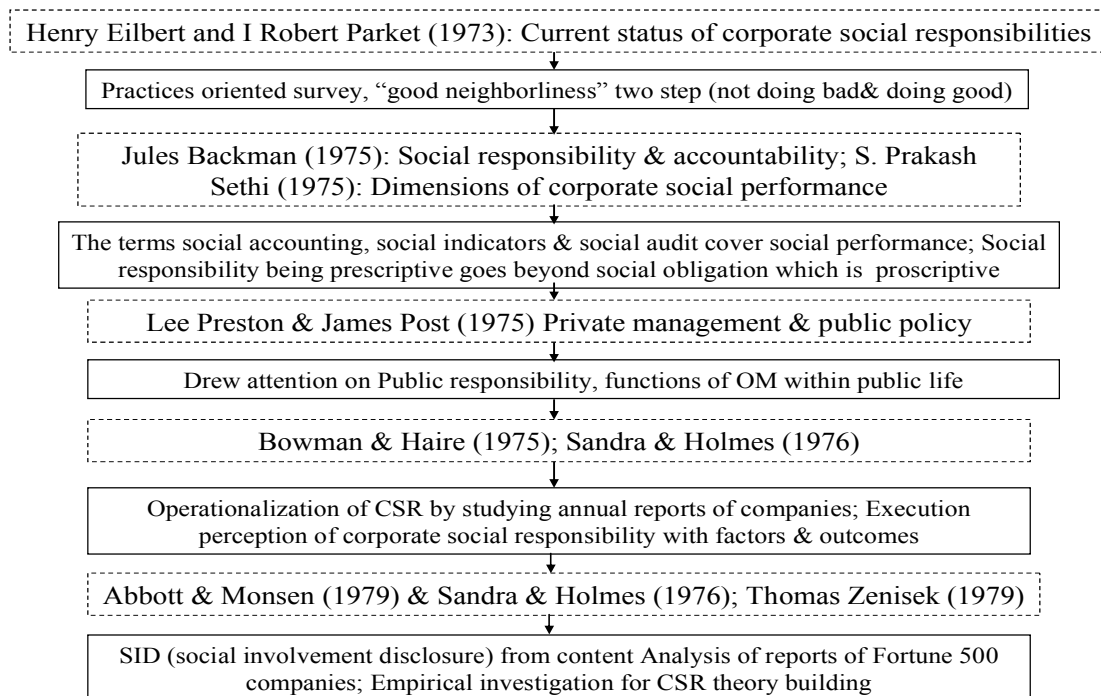 Henry Eilbert and I Robert Parket (1973): Current status of corporate social responsibilities
Practices oriented survey, “good neighborliness” two step (not doing bad& doing good)
Jules Backman (1975): Social responsibility & accountability; S. Prakash
Sethi (1975): Dimensions of corporate social performance
The terms social accounting, social indicators & social audit cover social performance; Social
responsibility being prescriptive goes beyond social obligation which is proscriptive
Lee Preston & James Post (1975) Private management & public policy
Drew attention on Public responsibility, functions of OM within public life
Bowman & Haire (1975); Sandra & Holmes (1976)
Operationalization of CSR by studying annual reports of companies; Execution
perception of corporate social responsibility with factors & outcomes
Abbott & Monsen (1979) & Sandra & Holmes (1976); Thomas Zenisek (1979)
SID (social involvement disclosure) from content Analysis of reports of Fortune 500
companies; Empirical investigation for CSR theory building